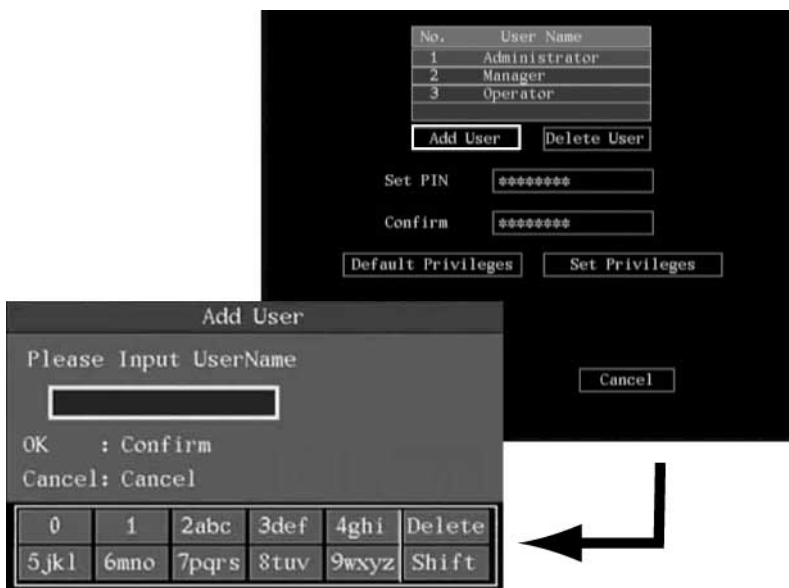 No. User Name
1 Administrator
2 Manager
3 Operator
Add User Delete User
Set PIN ********
Confirm ********
Default Privileges Set Privileges
Cancel
Add User
Please Input UserName
OK : Confirm
Cancel: Cancel
0 1 2abc 3def 4ghi Delete
5jkl 6mno 7pqrs 8tuv 9wxyz Shift